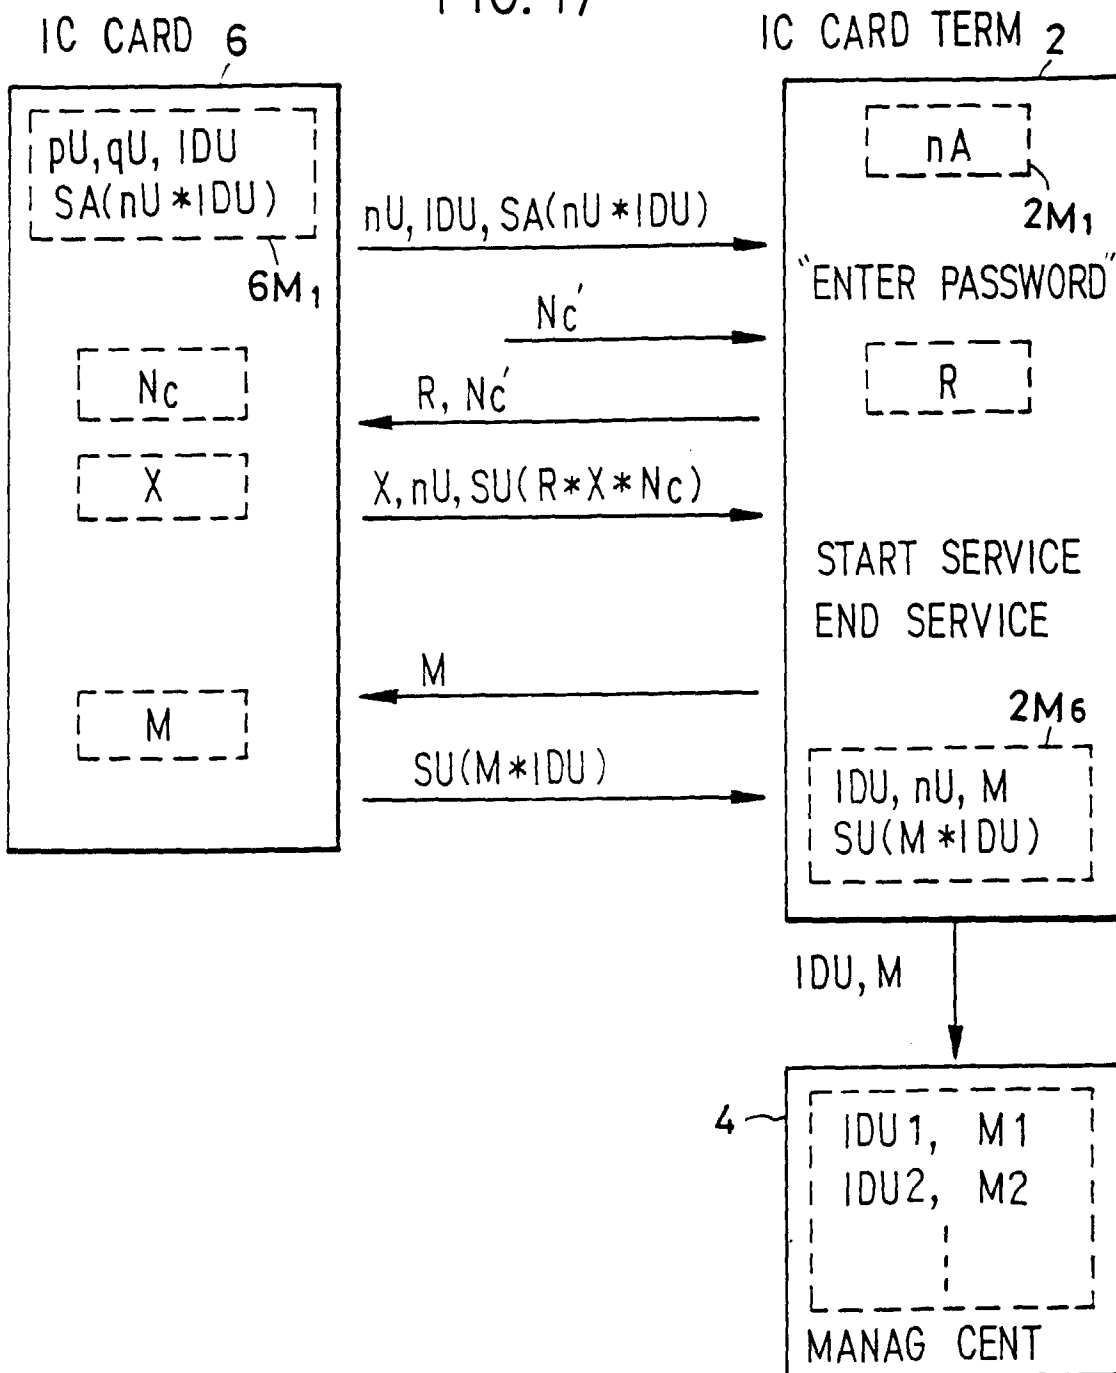 FIG. 17
IC CARD 6
IC CARD TERM 2
pU, qU, IDU
SA(nU*IDU)
6M1
nA
2M1
nU, IDU, SA(nU*IDU)
"ENTER PASSWORD"
Nc'
Nc
R
R, Nc'
X
X, nU, SU(R*X*Nc)
START SERVICE
END SERVICE
M
M
2M6
SU(M*IDU)
IDU, nU, M
SU(M*IDU)
IDU, M
4
IDU1, M1
IDU2, M2
MANAG CENT